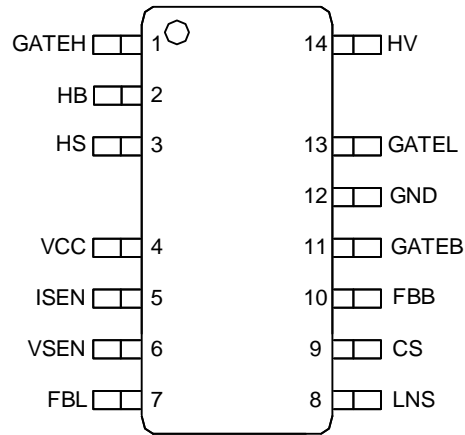 GATEH 1 14 HV
HB 2
HS 3 13 GATEL
12 GND
VCC 4 11 GATEB
ISEN 5 10 FBB
VSEN 6 9 CS
FBL 7 8 LNS